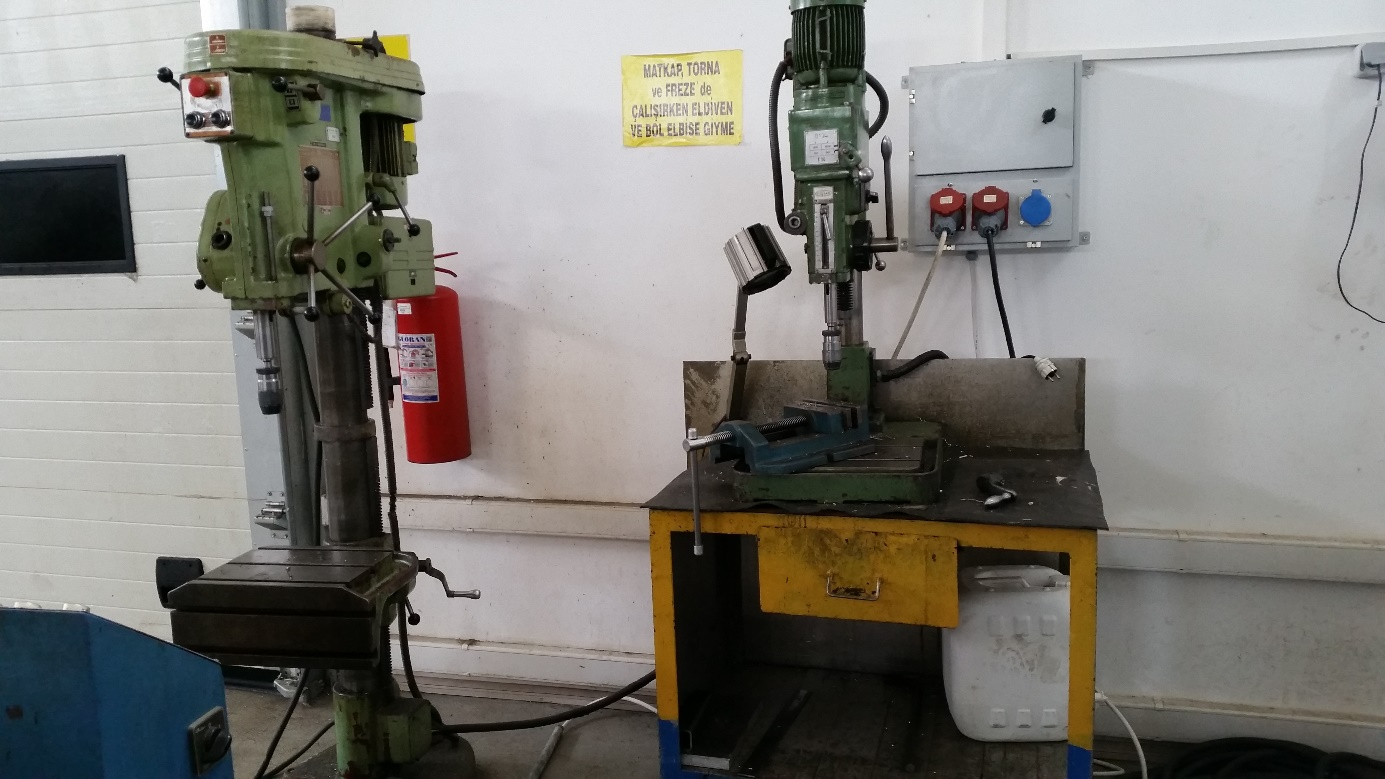 MATKAP, TORNA
ve FREZE'de
ÇALIŞIRKEN ELDİVEN
VE BOL ELBİSE GİYME